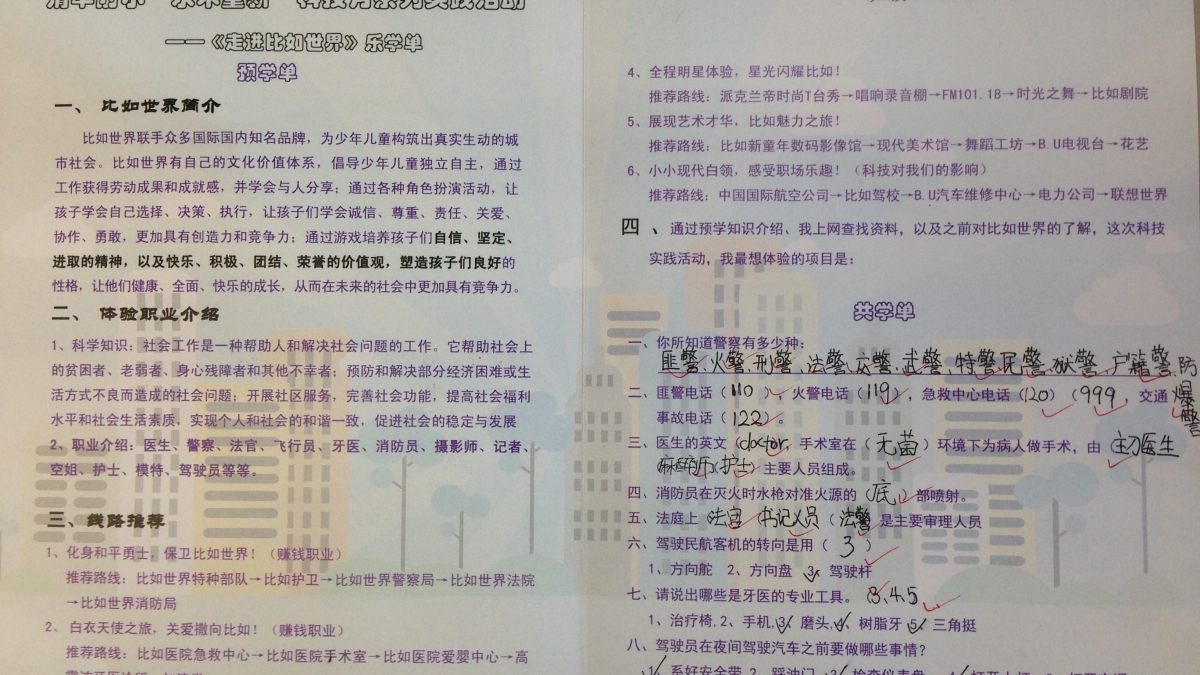 ——《走进比如世界》乐学单
预学单
一、 比如世界简介
比如世界联手众多国际国内知名品牌，为少年儿童构筑出真实生动的城
市社会。比如世界有自己的文化价值体系，倡导少年儿童独立自主，通过
工作获得劳动成果和成就感，并学会与人分享；通过各种角色扮演活动，让
孩子学会自己选择、决策、执行，让孩子们学会诚信、尊重、责任、关爱、
协作、勇敢，更加具有创造力和竞争力；通过游戏培养孩子们自信、坚定、
进取的精神，以及快乐、积极、团结、荣誉的价值观，塑造孩子们良好的
性格，让他们健康、全面、快乐的成长，从而在未来的社会中更加具有竞争力。
二、 体验职业介绍
1、科学知识：社会工作是一种帮助人和解决社会问题的工作。它帮助社会上
的贫困者、老弱者、身心残障者和其他不幸者；预防和解决部分经济困难或生
活方式不良而造成的社会问题；开展社区服务，完善社会功能，提高社会福利
水平和社会生活素质，实现个人和社会的和谐一致，促进社会的稳定与发展
2、职业介绍：医生、警察、法官、飞行员、牙医、消防员、摄影师、记者、
空姐、护士、模特、驾驶员等等。
三、线路推荐
1、化身和平勇士，保卫比如世界！（赚钱职业）
推荐路线：比如世界特种部队→比如护卫→比如世界警察局→比如世界法院
→比如世界消防局
2、白衣天使之旅，关爱撒向比如！（赚钱职业）
推荐路线：比如医院急救中心→比如医院手术室→比如医院爱婴中心→高
4、全程明星体验，星光闪耀比如！
推荐路线：派克兰帝时尚T台秀→唱响录音棚→FM101.18→时光之舞→比如剧院
5、展现艺术才华，比如魅力之旅！
推荐路线：比如新童年数码影像馆→现代美术馆→舞蹈工坊→B.U电视台→花艺
6、小小现代白领，感受职场乐趣！（科技对我们的影响）
推荐路线：中国国际航空公司→比如驾校→B.U汽车维修中心→电力公司→联想世界
四 、通过预学知识介绍、我上网查找资料，以及之前对比如世界的了解，这次科技
实践活动，我最想体验的项目是：
共学单
一、你所知道警察有多少种：
匪警、火警、刑警、法警、交警、武警、特警、民警、狱警、户籍警、防
爆警
二、匪警电话（110），火警电话（119），急救中心电话（120）（999，交通
事故电话（122）。
三、医生的英文（doctor，手术室在（无菌）环境下为病人做手术，由 主刀医生
麻醉师（护士）主要人员组成。
四、消防员在灭火时水枪对准火源的（底）部喷射。
五、法庭上 法官 书记人员（法警 是主要审理人员
六、驾驶民航客机的转向是用（ 3 ）
1、方向舵 2、方向盘 3、驾驶杆
七、请说出哪些是牙医的专业工具。 3.4.5
1、治疗椅,2、手机,3、磨头,4、树脂牙 5、三角挺
八、驾驶员在夜间驾驶汽车之前要做哪些事情？
1、系好安全带 2、踩油门